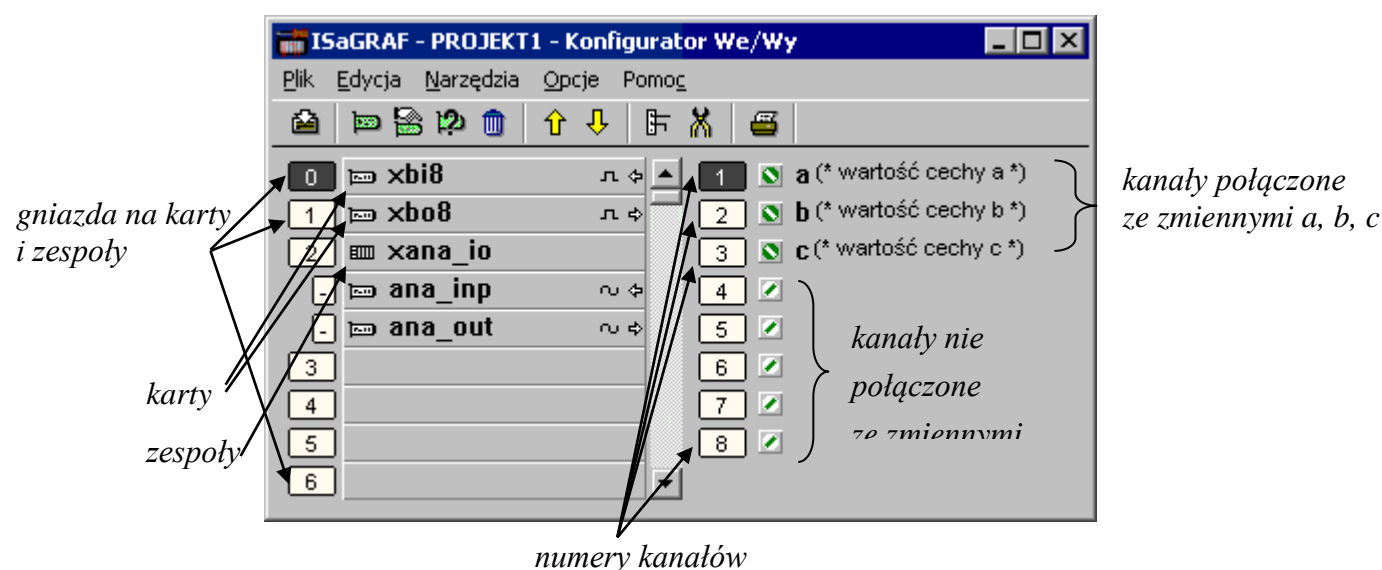 ISaGRAF - PROJEKT1 - Konfigurator We/Wy
Plik Edycja Narzędzia Opcje Pomoc
0 xbi8
1 xbo8
2 xana_io
- ana_inp
- ana_out
3
4
5
6
1 a (* wartość cechy a *)
2 b (* wartość cechy b *)
3 c (* wartość cechy c *)
4
5
6
7
8
gniazda na karty
i zespoły
karty
zespoły
kanały połączone
ze zmiennymi a, b, c
kanały nie
połączone
ze zmiennymi
numery kanałów